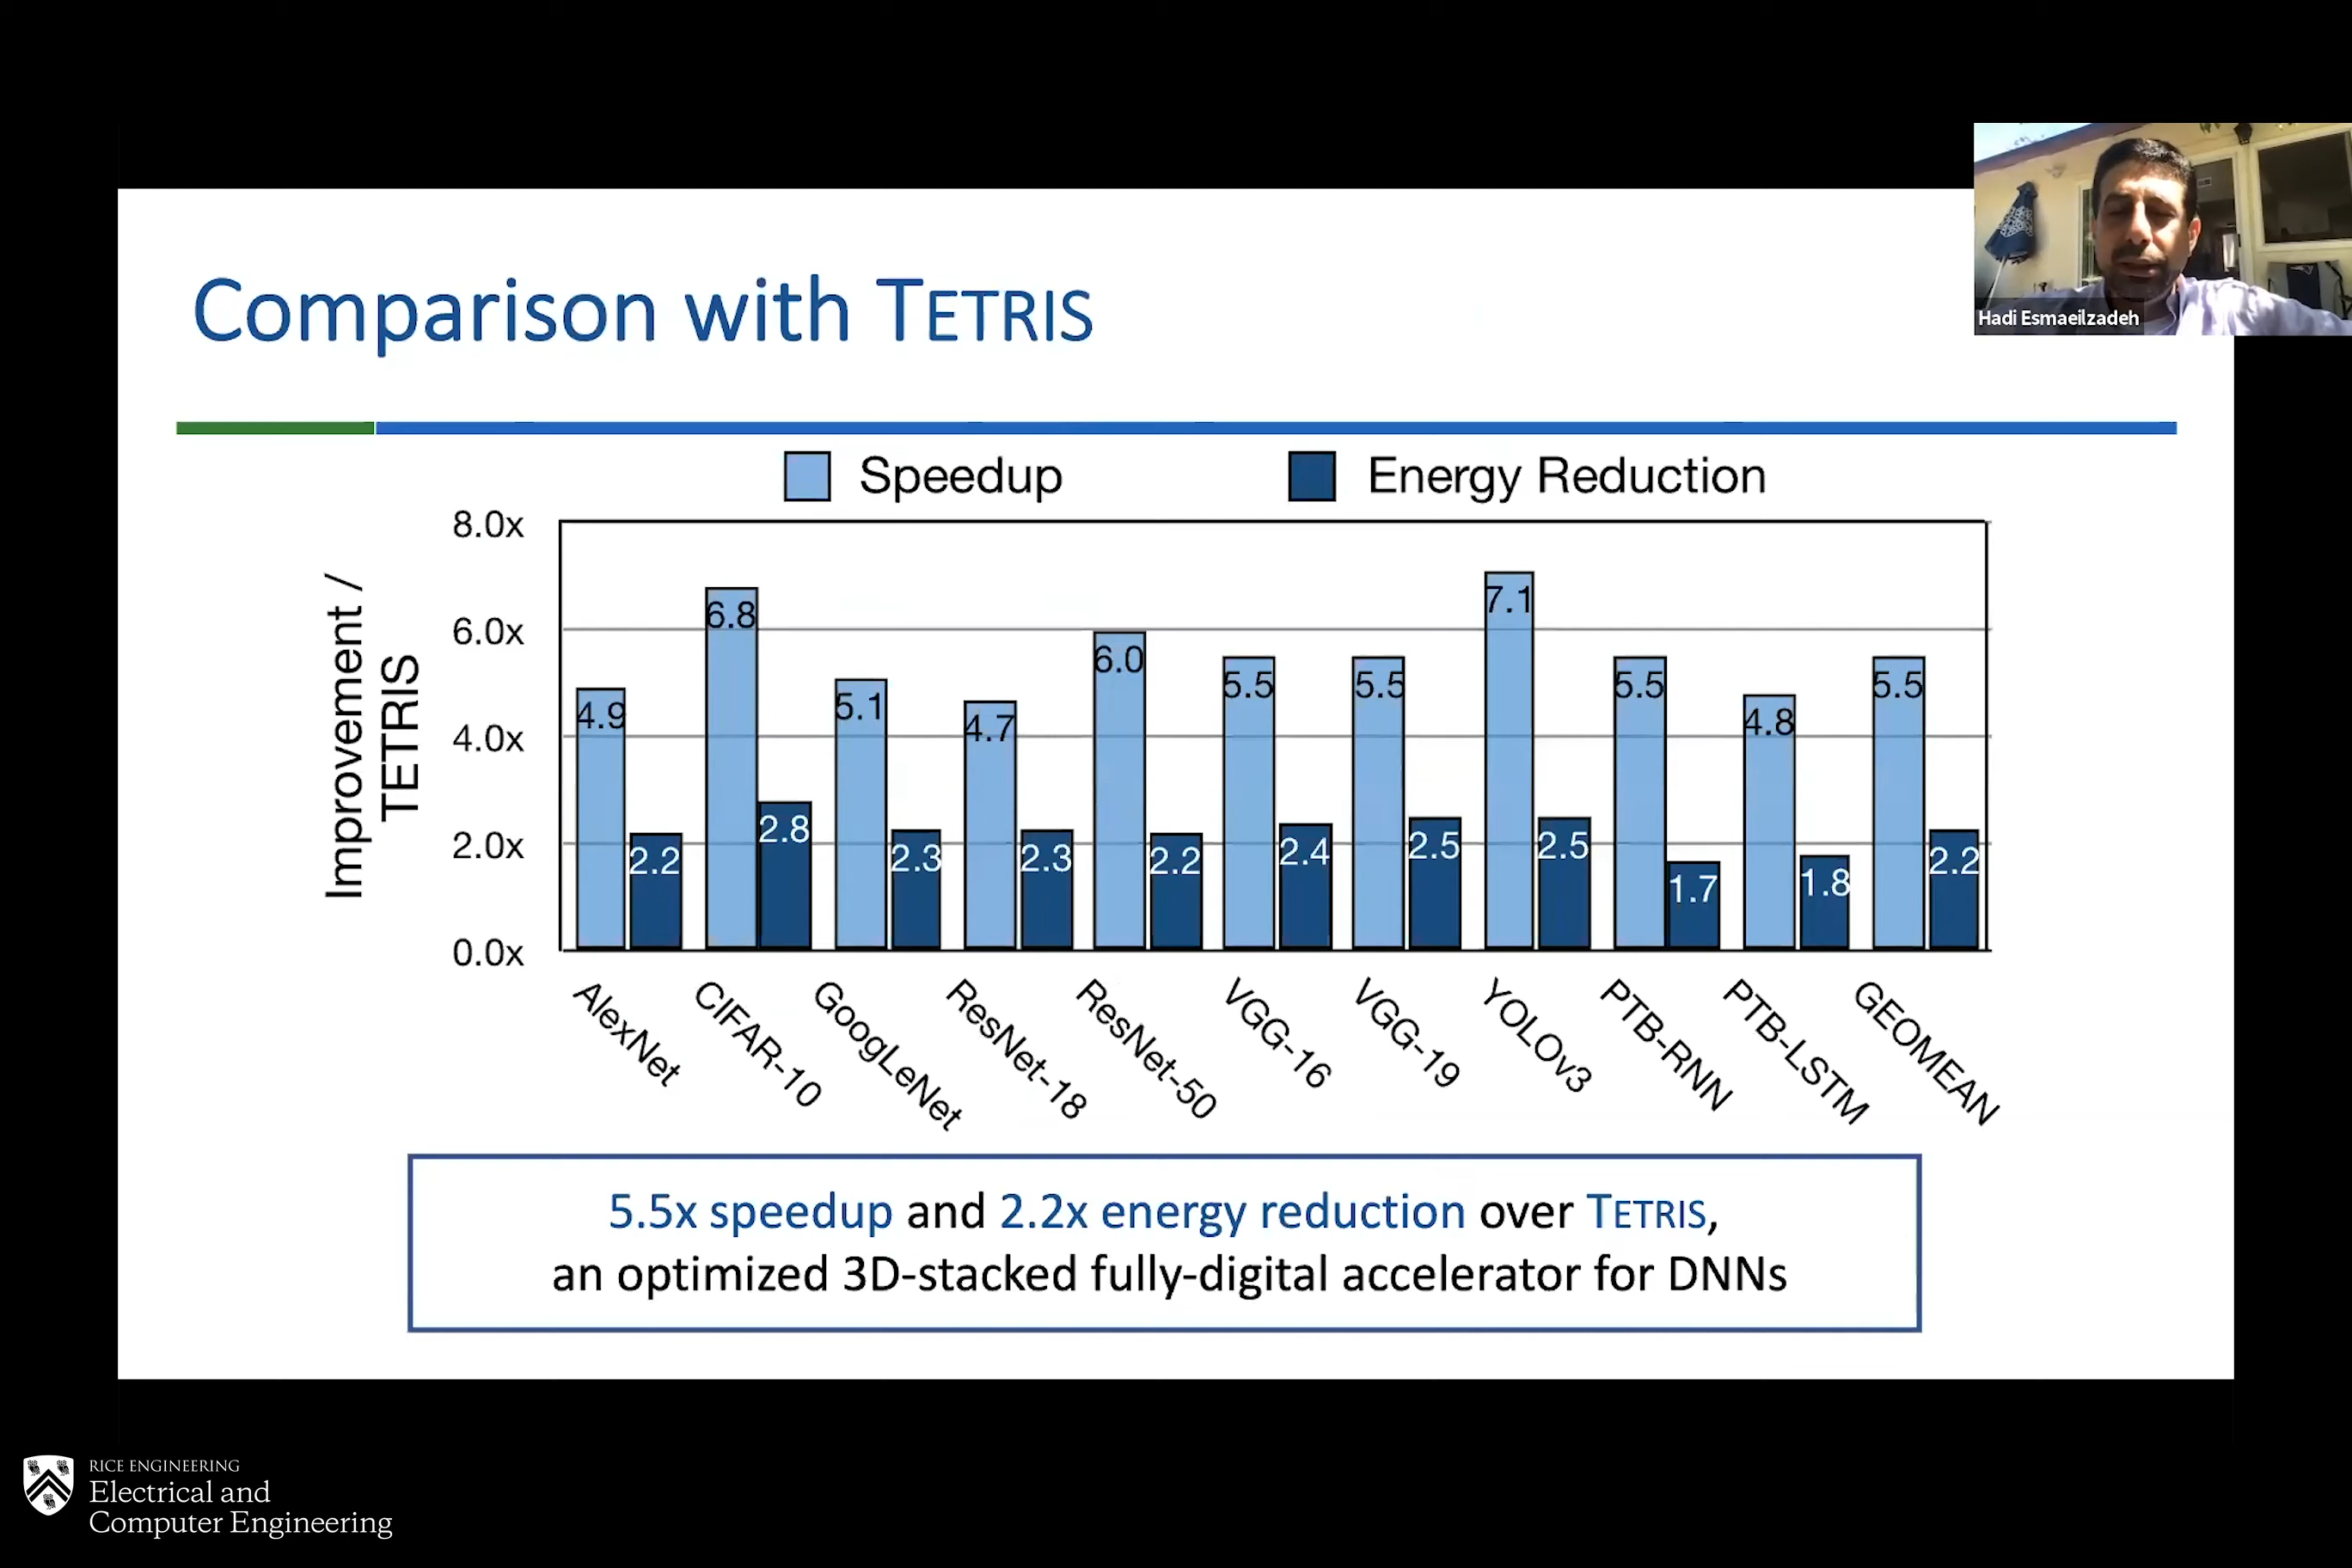 Hadi Esmaeilzadeh
Comparison with TETRIS
Speedup
Energy Reduction
Improvement /
TETRIS
8.0x
6.0x
4.0x
2.0x
0.0x
4.9
2.2
6.8
2.8
5.1
2.3
4.7
2.3
6.0
2.2
5.5
2.4
5.5
2.5
7.1
2.5
5.5
1.7
4.8
1.8
5.5
2.2
AlexNet
CIFAR-10
GoogLeNet
ResNet-18
ResNet-50
VGG-16
VGG-19
YOLOv3
PTB-RNN
PTB-LSTM
GEOMEAN
5.5x speedup and 2.2x energy reduction over TETRIS,
an optimized 3D-stacked fully-digital accelerator for DNNs
RICE ENGINEERING
Electrical and
Computer Engineering